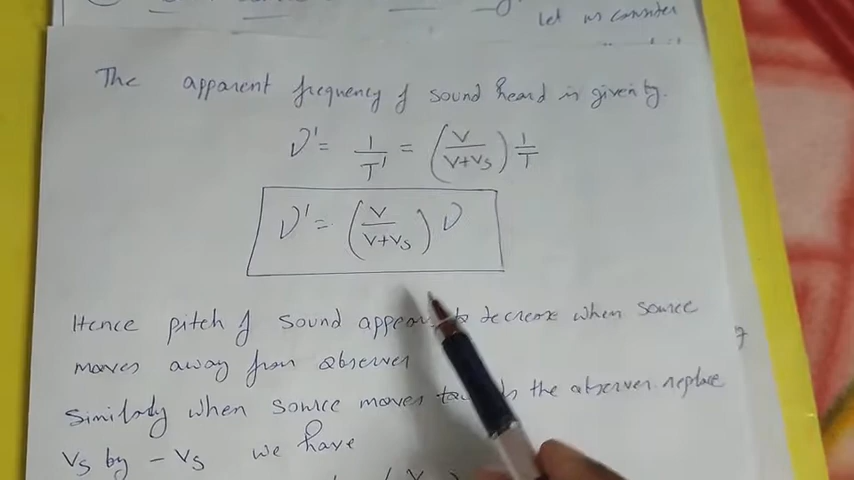 Let us consider
The apparent frequency of sound heard is given by.
ν' = 1/T' = (V/V+Vs) 1/T
ν' = (V/V+Vs) ν
Hence pitch of sound appears to decrease when source
moves away from observer
Similarly when source moves towards the observer replace
Vs by - Vs we have